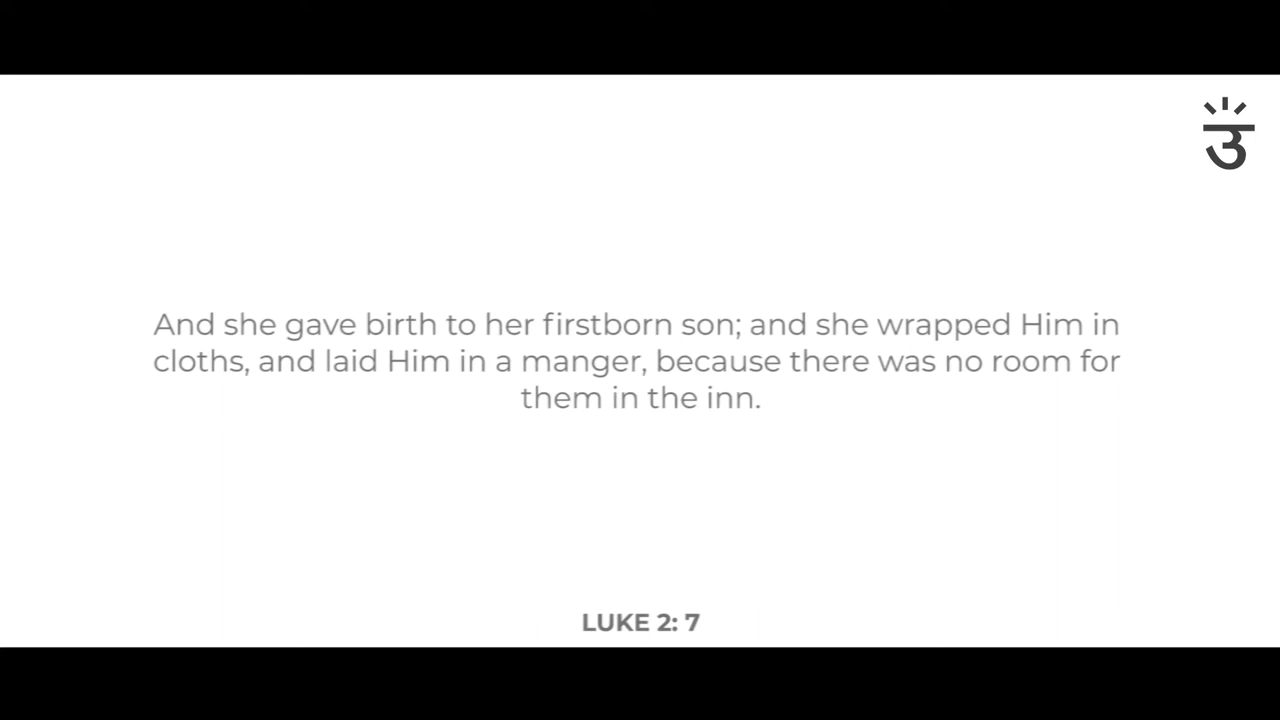 उ
And she gave birth to her firstborn son; and she wrapped Him in
cloths, and laid Him in a manger, because there was no room for
them in the inn.
LUKE 2: 7